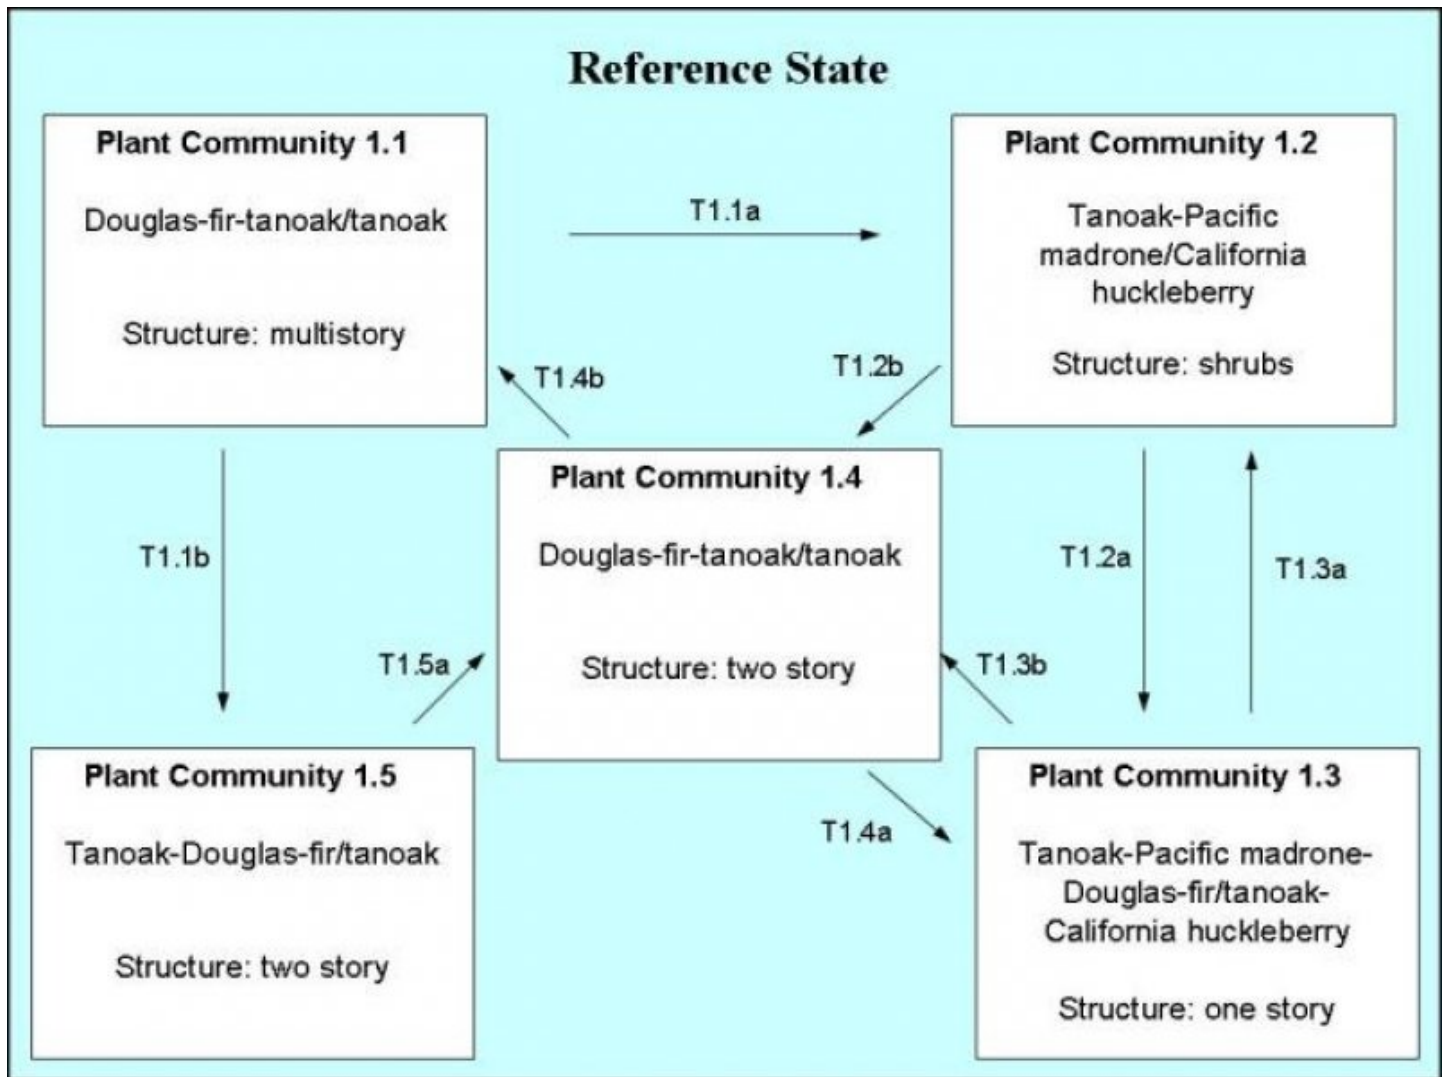 Reference State
Plant Community 1.1
Douglas-fir-tanoak/tanoak
Structure: multistory
T1.1a
Plant Community 1.2
Tanoak-Pacific
madrone/California
huckleberry
Structure: shrubs
T1.4b
T1.2b
Plant Community 1.4
Douglas-fir-tanoak/tanoak
Structure: two story
T1.1b
T1.2a
T1.3a
T1.5a
T1.3b
Plant Community 1.5
Tanoak-Douglas-fir/tanoak
Structure: two story
T1.4a
Plant Community 1.3
Tanoak-Pacific madrone-
Douglas-fir/tanoak-
California huckleberry
Structure: one story